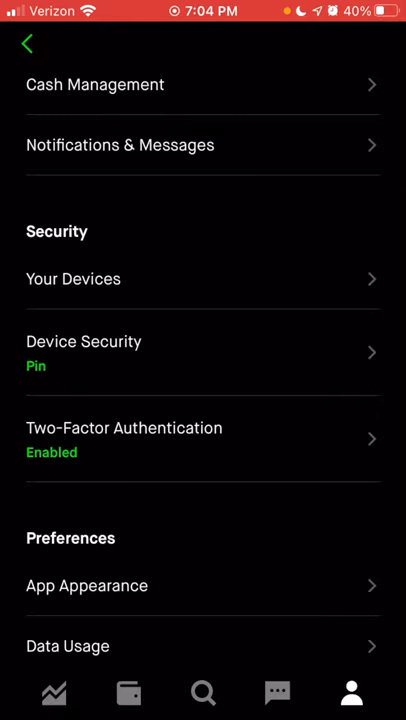 Verizon 7:04 PM 40%
Cash Management
Notifications & Messages
Security
Your Devices
Device Security
Pin
Two-Factor Authentication
Enabled
Preferences
App Appearance
Data Usage